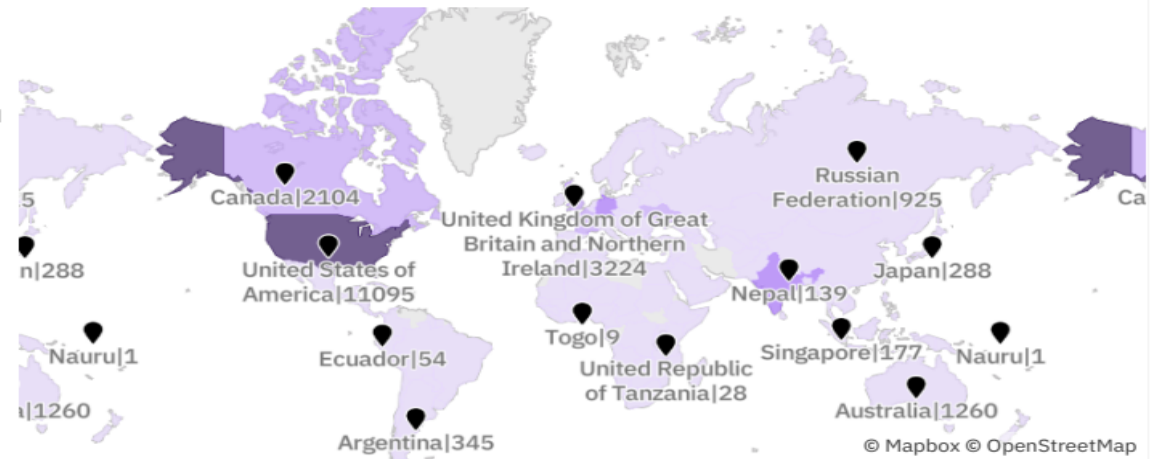 Canada|2104
5
Ca
Russian
Federation|925
United Kingdom of Great
Britain and Northern
Ireland|3224
n|288
United States of
America|11095
Japan|288
Nepal|139
Nauru|1
Ecuador|54
Togo|9
United Republic
of Tanzania|28
Singapore|177
Nauru|1
a|1260
Australia|1260
Argentina|345
© Mapbox © OpenStreetMap